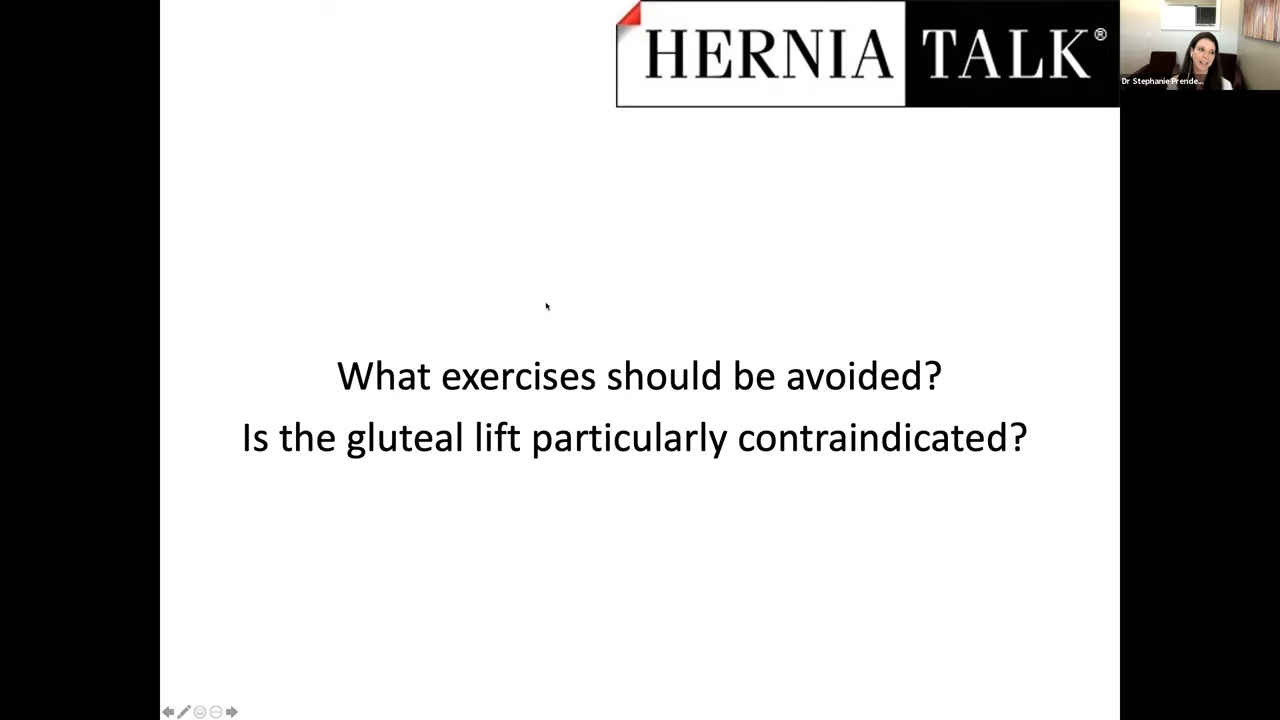 HERNIA TALK®
Dr Stephanie Prende...
What exercises should be avoided?
Is the gluteal lift particularly contraindicated?